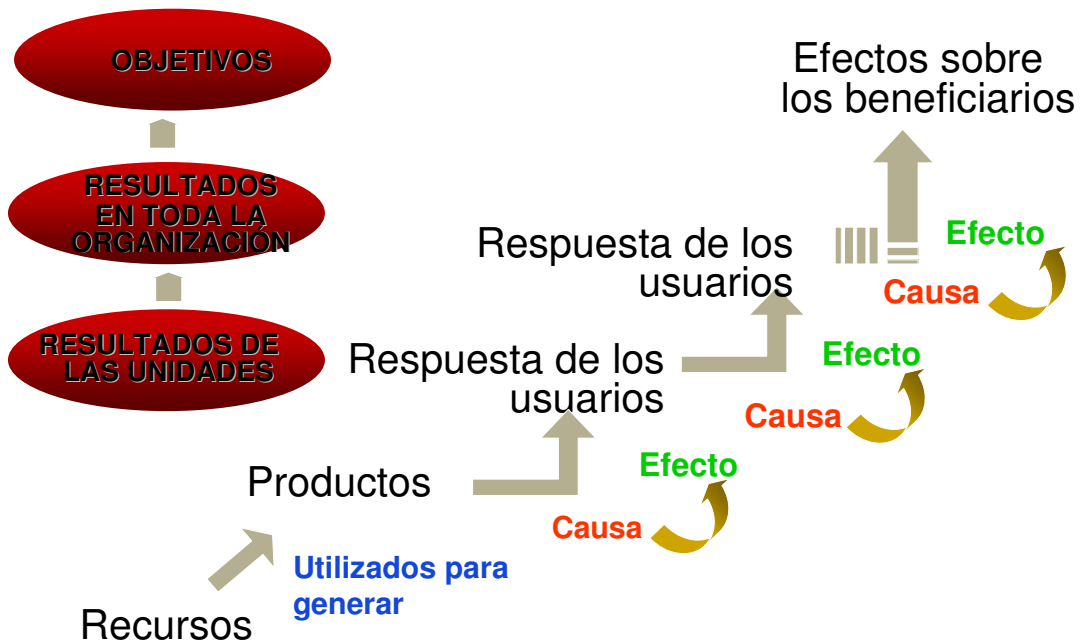 OBJETIVOS
RESULTADOS
EN TODA LA
ORGANIZACIÓN
RESULTADOS DE
LAS UNIDADES
Efectos sobre
los beneficiarios
Respuesta de los
usuarios
Efecto
Causa
Respuesta de los
usuarios
Efecto
Causa
Productos
Efecto
Causa
Utilizados para
generar
Recursos